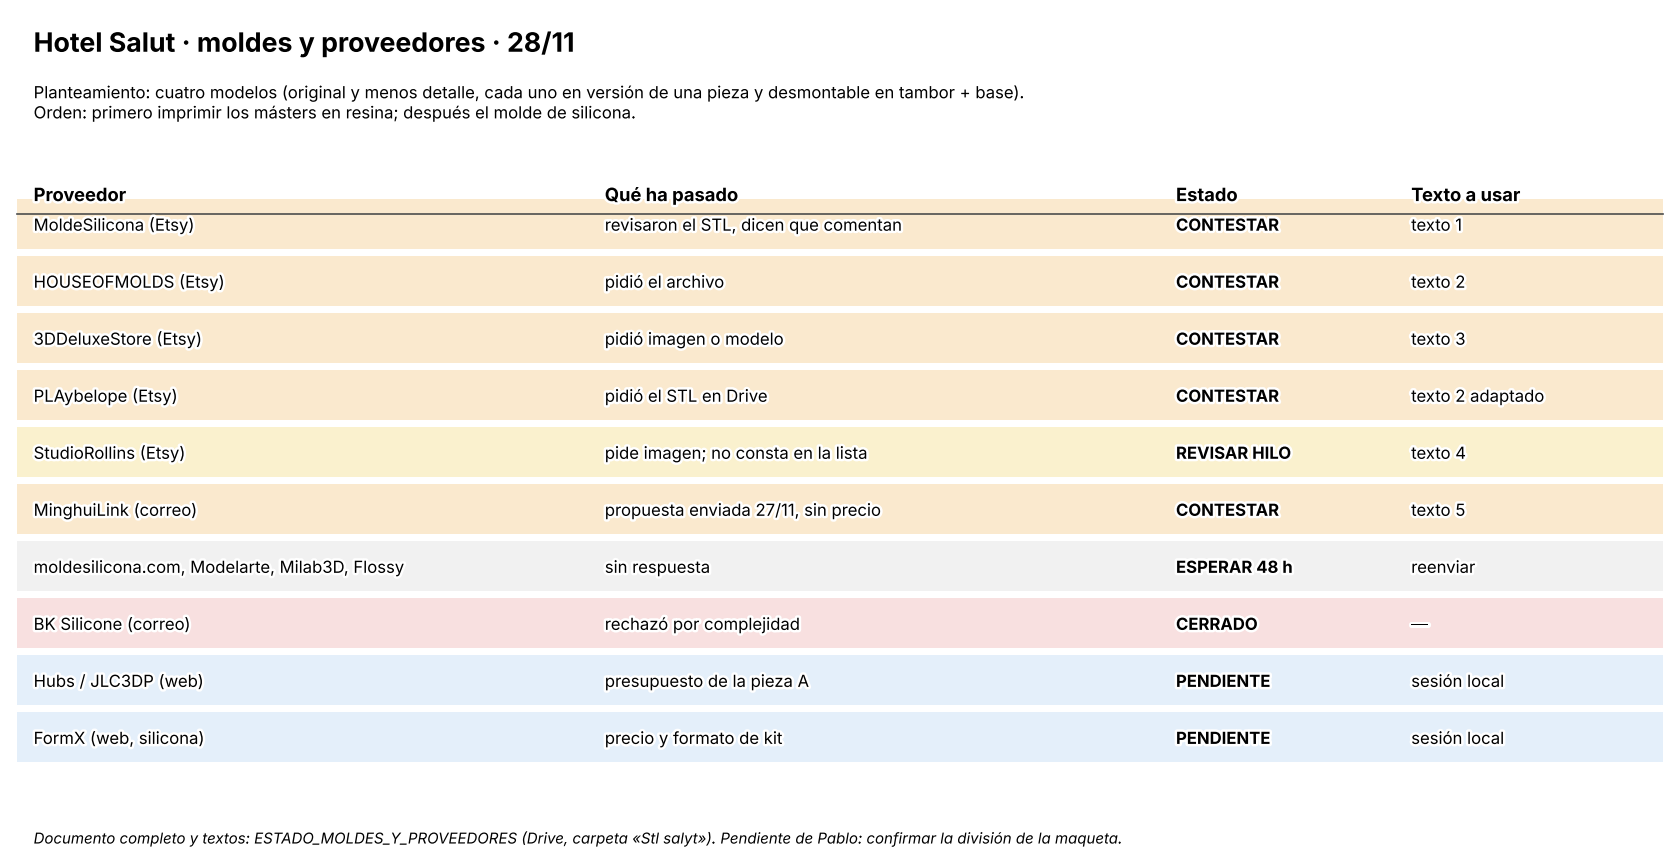 Hotel Salut · moldes y proveedores · 28/11
Planteamiento: cuatro modelos (original y menos detalle, cada uno en versión de una pieza y desmontable en tambor + base).
Orden: primero imprimir los másters en resina; después el molde de silicona.
Proveedor Qué ha pasado Estado Texto a usar
MoldeSilicona (Etsy) revisaron el STL, dicen que comentan CONTESTAR texto 1
HOUSEOFMOLDS (Etsy) pidió el archivo CONTESTAR texto 2
3DDeluxeStore (Etsy) pidió imagen o modelo CONTESTAR texto 3
PLAybelope (Etsy) pidió el STL en Drive CONTESTAR texto 2 adaptado
StudioRollins (Etsy) pide imagen; no consta en la lista REVISAR HILO texto 4
MinghuiLink (correo) propuesta enviada 27/11, sin precio CONTESTAR texto 5
moldesilicona.com, Modelarte, Milab3D, Flossy sin respuesta ESPERAR 48 h reenviar
BK Silicone (correo) rechazó por complejidad CERRADO —
Hubs / JLC3DP (web) presupuesto de la pieza A PENDIENTE sesión local
FormX (web, silicona) precio y formato de kit PENDIENTE sesión local
Documento completo y textos: ESTADO_MOLDES_Y_PROVEEDORES (Drive, carpeta «Stl salyt»). Pendiente de Pablo: confirmar la división de la maqueta.